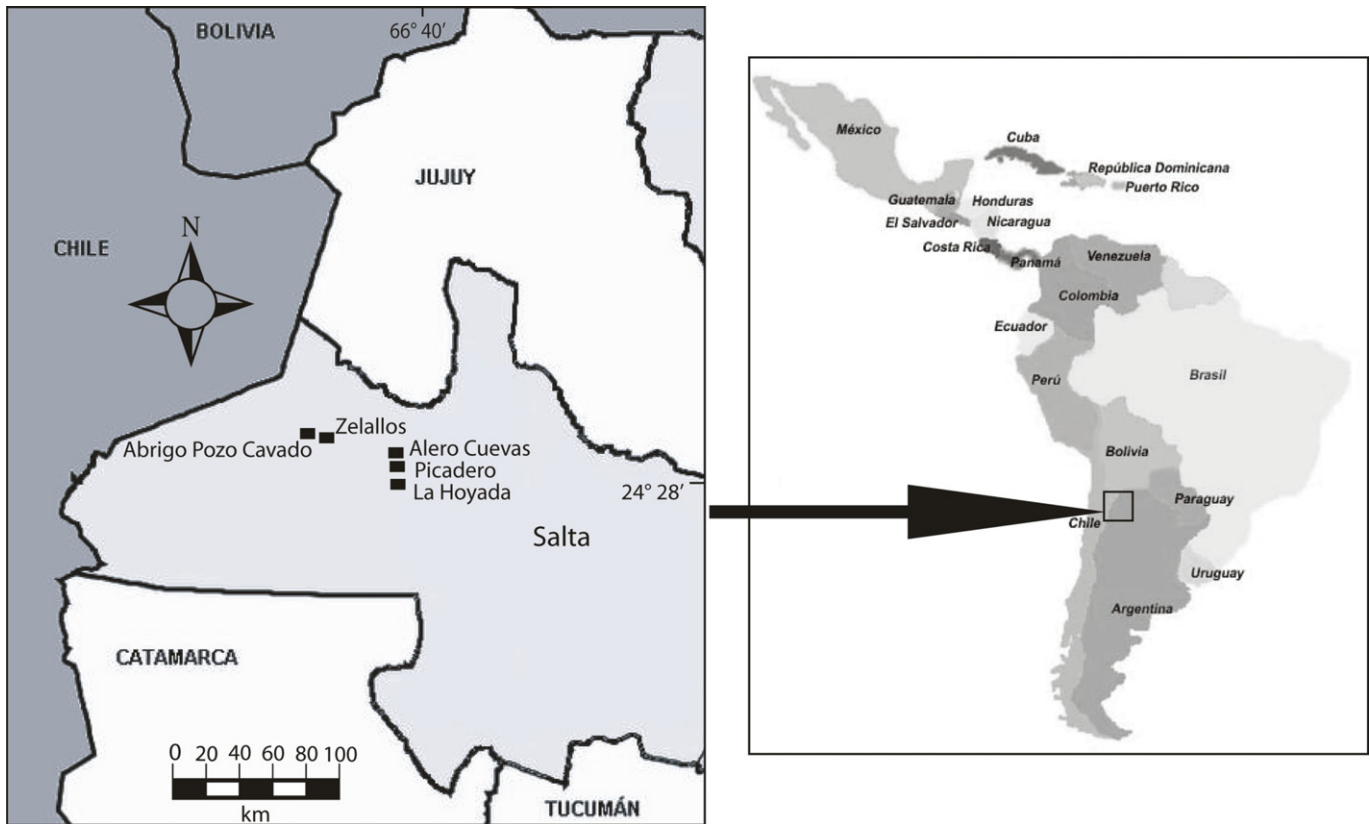 BOLIVIA
66° 40'
JUJUY
N
CHILE
Zelallos
Abrigo Pozo Cavado
Alero Cuevas
Picadero
La Hoyada
24° 28'
Salta
CATAMARCA
0 20 40 60 80 100
km
TUCUMÁN
México
Cuba
República Dominicana
Puerto Rico
Guatemala
Honduras
El Salvador
Nicaragua
Costa Rica
Panamá
Venezuela
Colombia
Ecuador
Perú
Brasil
Bolivia
Paraguay
Chile
Uruguay
Argentina